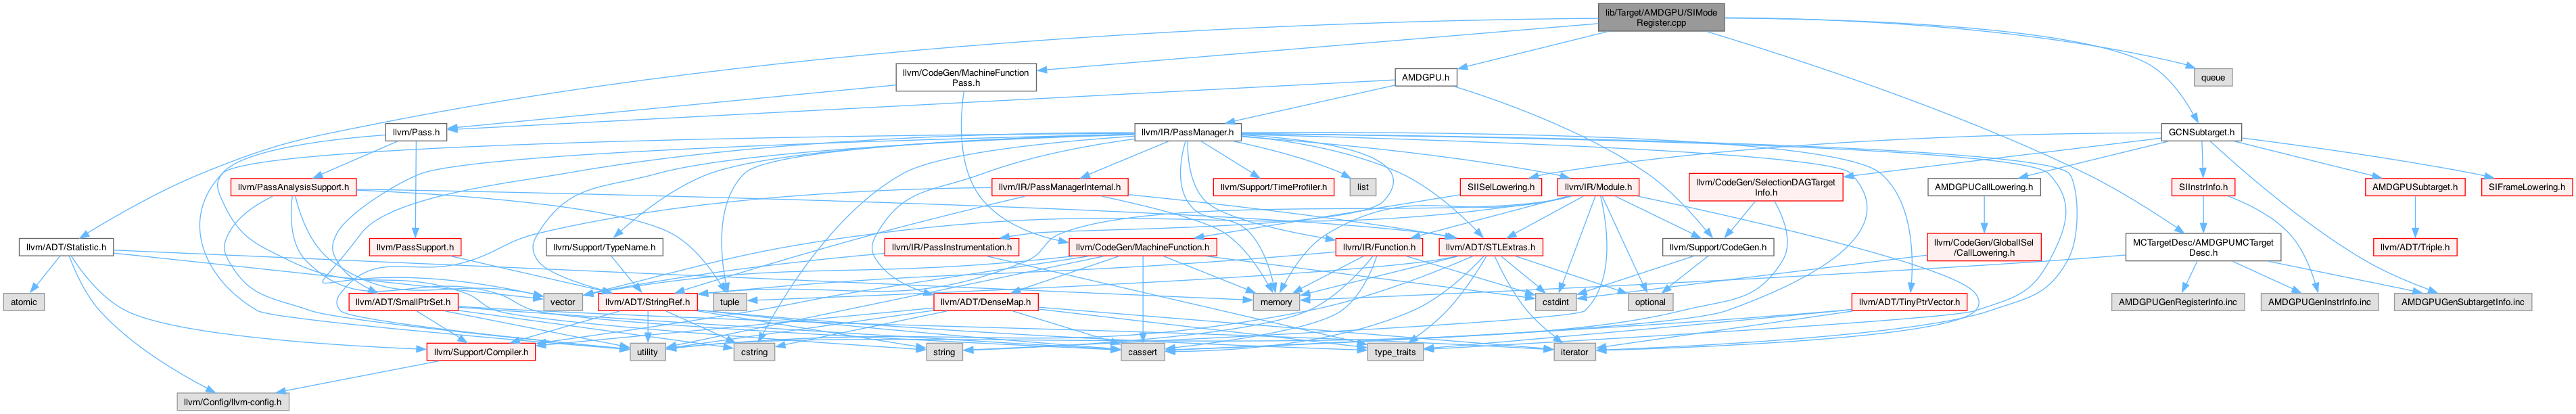 lib/Target/AMDGPU/SIMode
Register.cpp
llvm/CodeGen/MachineFunction
Pass.h
AMDGPU.h
queue
llvm/Pass.h
llvm/IR/PassManager.h
GCNSubtarget.h
llvm/PassAnalysisSupport.h
llvm/IR/PassManagerInternal.h
llvm/Support/TimeProfiler.h
list
SIISelLowering.h
llvm/IR/Module.h
llvm/CodeGen/SelectionDAGTarget
Info.h
AMDGPUCallLowering.h
SIInstrInfo.h
AMDGPUSubtarget.h
SIFrameLowering.h
llvm/ADT/Statistic.h
llvm/PassSupport.h
llvm/Support/TypeName.h
llvm/IR/PassInstrumentation.h
llvm/CodeGen/MachineFunction.h
llvm/IR/Function.h
llvm/ADT/STLExtras.h
llvm/Support/CodeGen.h
llvm/CodeGen/GlobalISel
/CallLowering.h
MCTargetDesc/AMDGPUMCTarget
Desc.h
llvm/ADT/Triple.h
atomic
vector
llvm/ADT/SmallPtrSet.h
llvm/ADT/StringRef.h
tuple
llvm/ADT/DenseMap.h
memory
cstdint
optional
llvm/ADT/TinyPtrVector.h
AMDGPUGenRegisterInfo.inc
AMDGPUGenInstrInfo.inc
AMDGPUGenSubtargetInfo.inc
llvm/Support/Compiler.h
utility
cstring
string
cassert
type_traits
iterator
llvm/Config/llvm-config.h